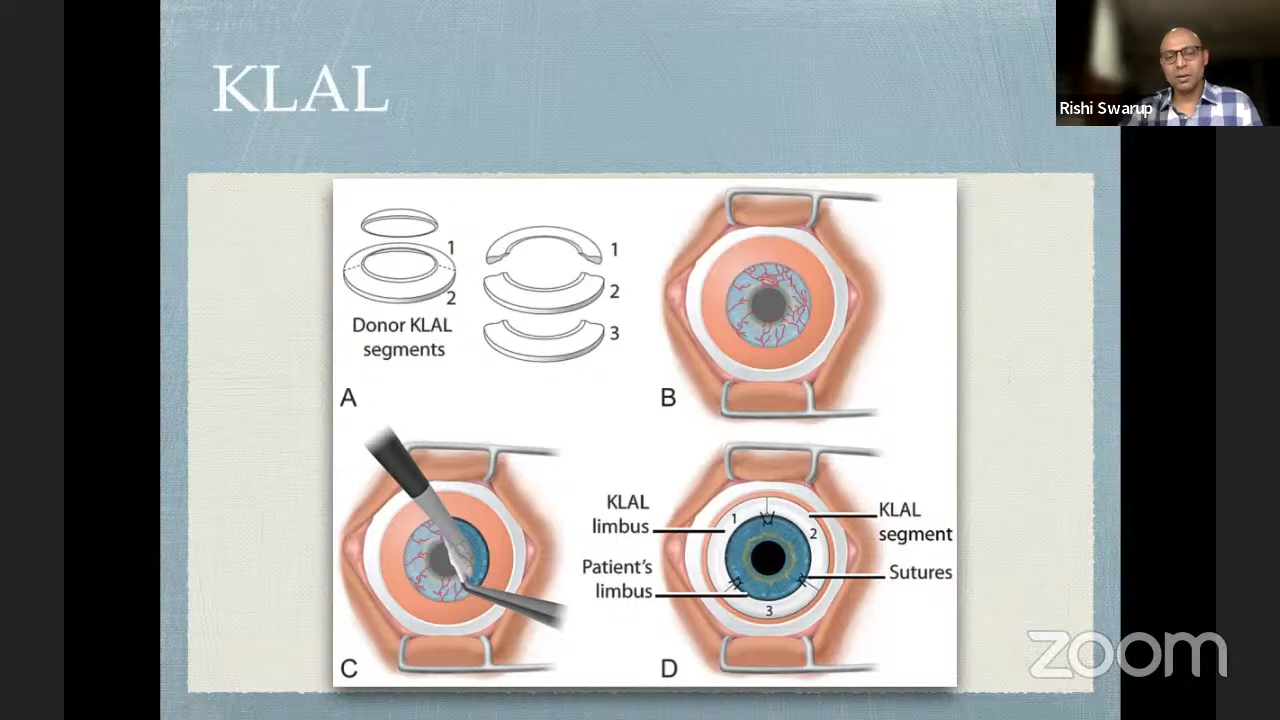 KLAL
Rishi Swarup
1
2
Donor KLAL
segments
1
2
3
A
B
C
KLAL
limbus
Patient's
limbus
1
2
3
KLAL
segment
Sutures
D
zoom